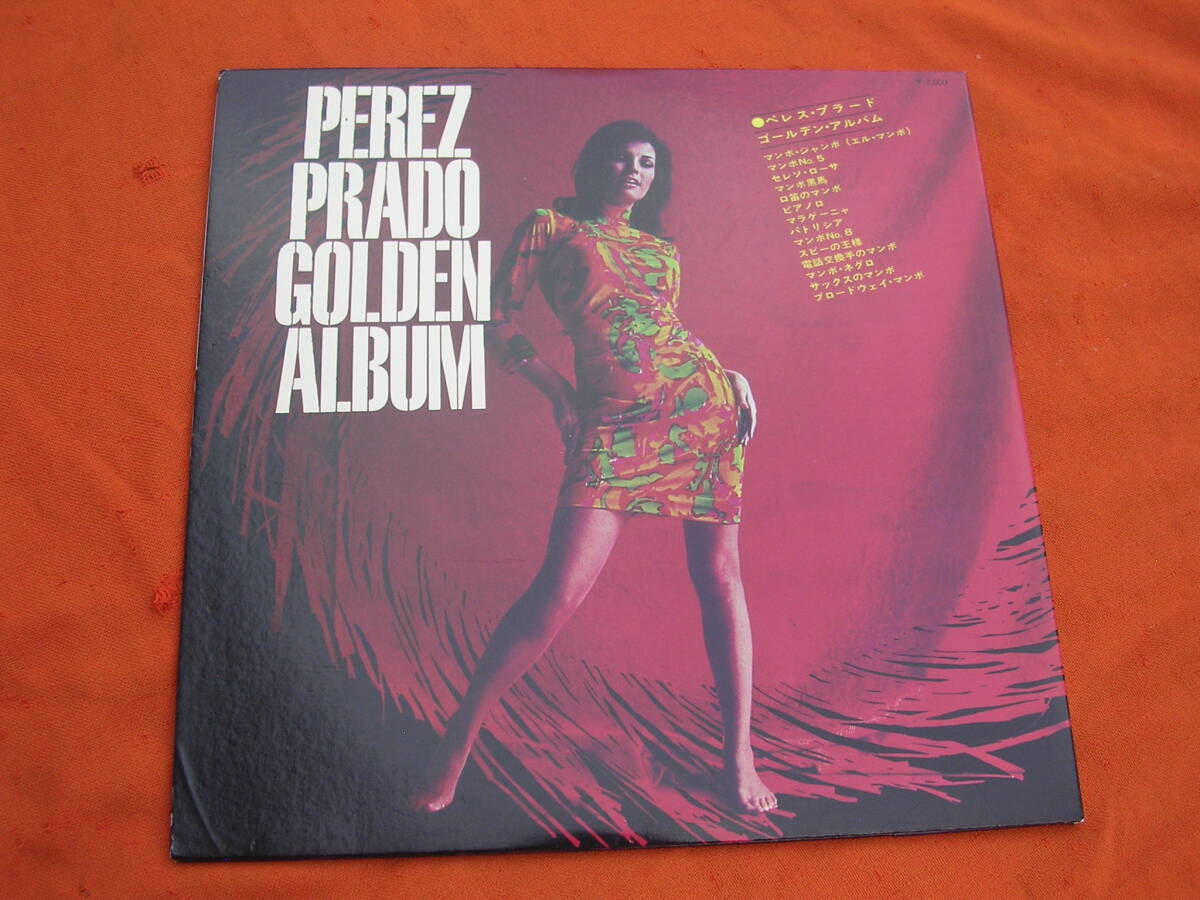 PEREZ
PRADO
GOLDEN
ALBUM
¥2,000
●ペレス・プラード
ゴールデン・アルバム
マンボ・ジャンボ(エル・マンボ)
マンボNo.5
セレソ・ローサ
マンボ黒馬
口笛のマンボ
ピアノロ
マラゲーニャ
パトリシア
マンボNo.8
スビーの王様
電話交換手のマンボ
マンボ・ネグロ
サックスのマンボ
ブロードウェイ・マンボ